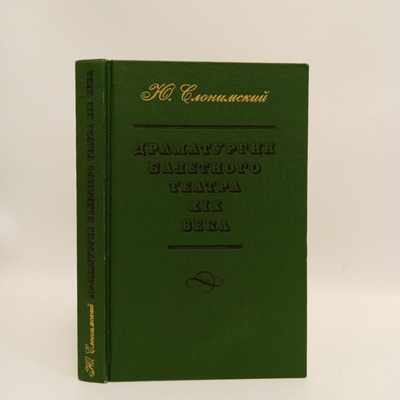 Ю. Слонимский
ДРАМАТУРГИЯ
БАЛЕТНОГО
ТЕАТРА
XIX
ВЕКА
Ю. Слонимский ДРАМАТУРГИЯ БАЛЕТНОГО ТЕАТРА XIX ВЕКА